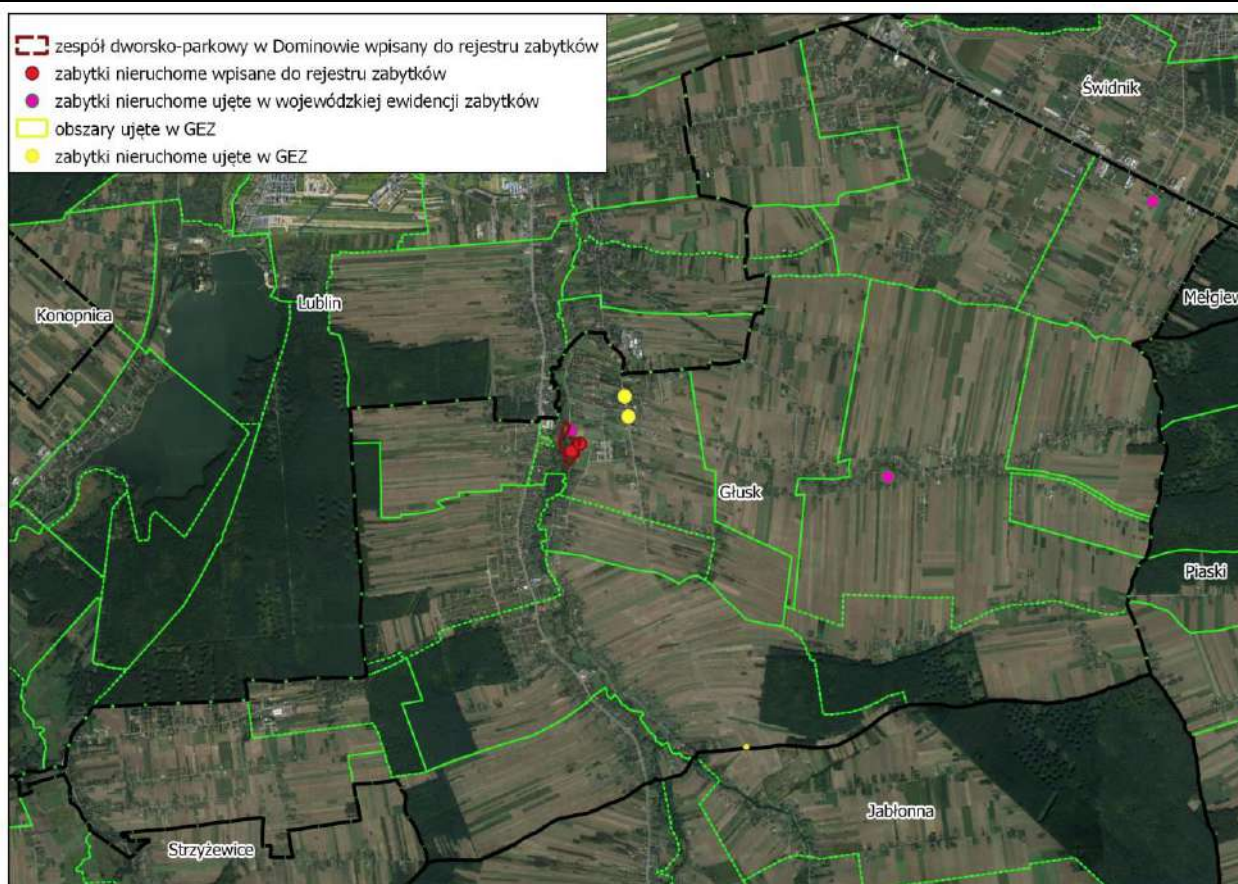 zespół dworsko-parkowy w Dominowie wpisany do rejestru zabytków
zabytki nieruchome wpisane do rejestru zabytków
zabytki nieruchome ujęte w wojewódzkiej ewidencji zabytków
obszary ujęte w GEZ
zabytki nieruchome ujęte w GEZ
Świdnik
Mełgiew
Konopnica
Lublin
Głusk
Piaski
Jabłonna
Strzyżewice